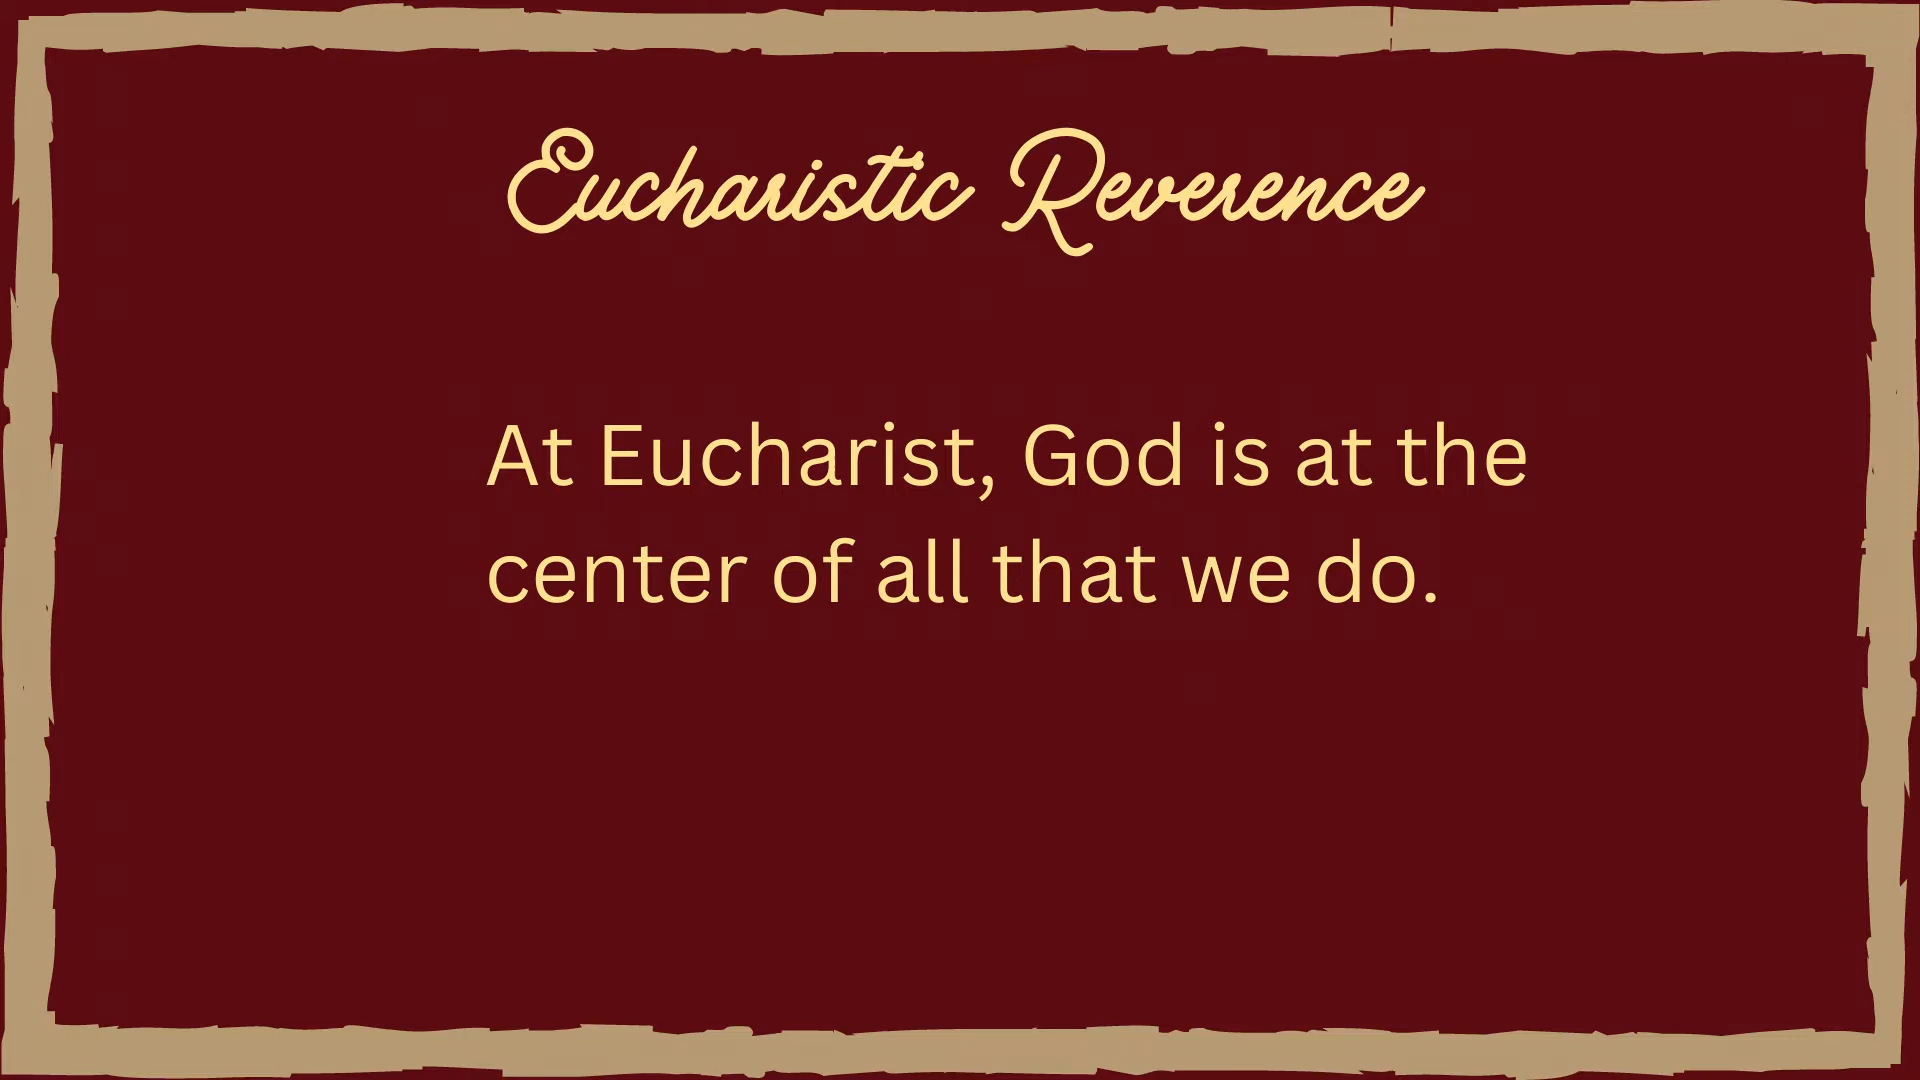 Eucharistic Reverence
At Eucharist, God is at the
center of all that we do.